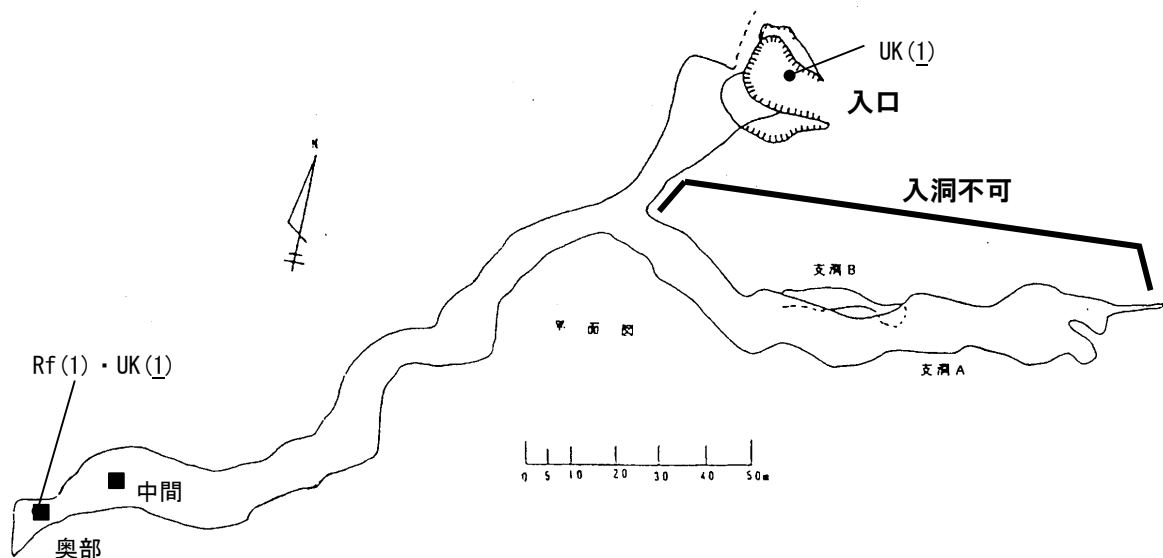 UK(1)
入口
N
入洞不可
支洞B
平面図
Rf(1)・UK(1)
支洞A
中間
0 5 10 20 30 40 50m
奥部